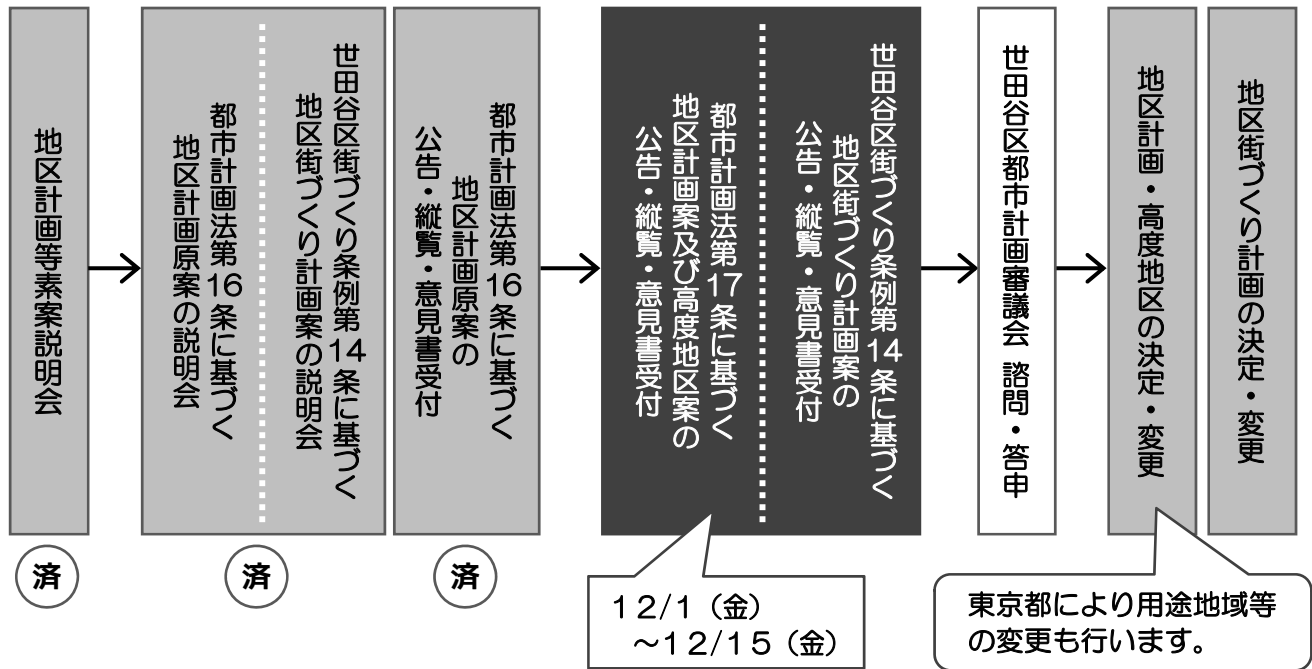 地区計画等素案説明会
都市計画法第16条に基づく
地区計画原案の説明会
世田谷区街づくり条例第14条に基づく
地区街づくり計画案の説明会
都市計画法第16条に基づく
地区計画原案の
公告・縦覧・意見書受付
都市計画法第17条に基づく
地区計画案及び高度地区案の
公告・縦覧・意見書受付
世田谷区街づくり条例第14条に基づく
地区街づくり計画案の
公告・縦覧・意見書受付
世田谷区都市計画審議会 諮問・答申
地区計画・高度地区の決定・変更
地区街づくり計画の決定・変更
済
済
済
12/1（金）
～12/15（金）
東京都により用途地域等
の変更も行います。